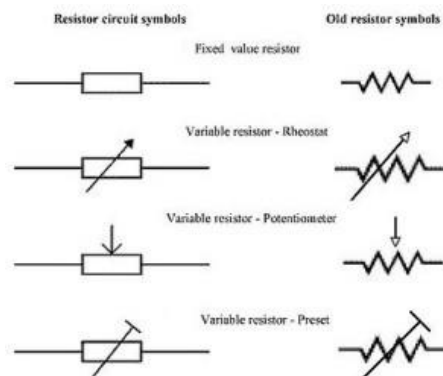 Resistor circuit symbols
Old resistor symbols
Fixed value resistor
Variable resistor - Rheostat
Variable resistor - Potentiometer
Variable resistor - Preset